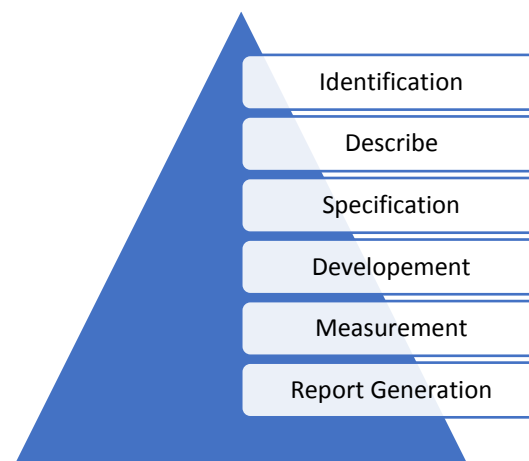 Identification
Describe
Specification
Developement
Measurement
Report Generation